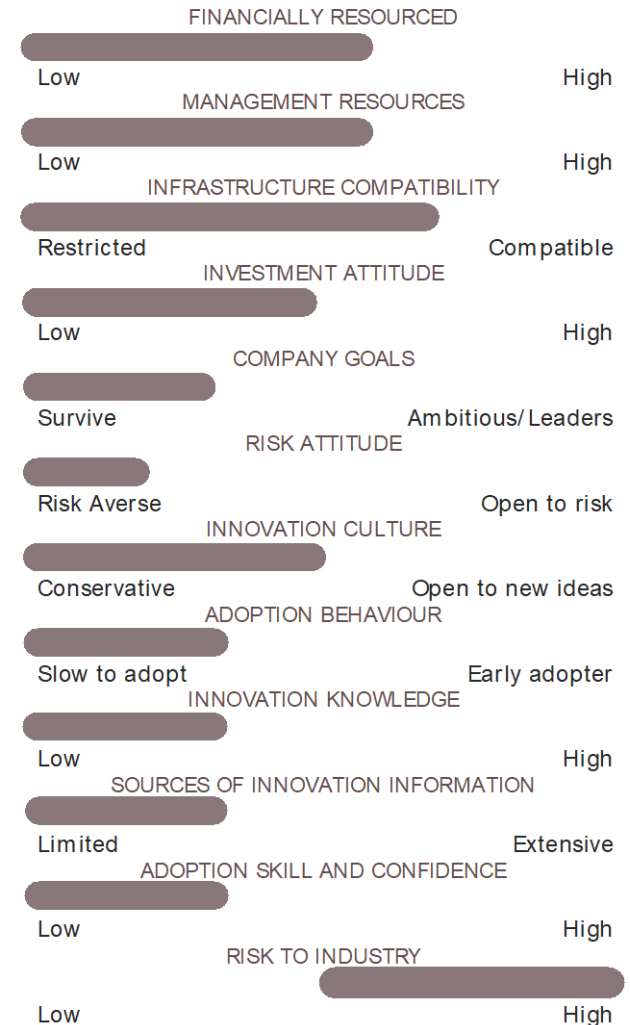 FINANCIALLY RESOURCED
Low High
MANAGEMENT RESOURCES
Low High
INFRASTRUCTURE COMPATIBILITY
Restricted Compatible
INVESTMENT ATTITUDE
Low High
COMPANY GOALS
Survive Ambitious/Leaders
RISK ATTITUDE
Risk Averse Open to risk
INNOVATION CULTURE
Conservative Open to new ideas
ADOPTION BEHAVIOUR
Slow to adopt Early adopter
INNOVATION KNOWLEDGE
Low High
SOURCES OF INNOVATION INFORMATION
Limited Extensive
ADOPTION SKILL AND CONFIDENCE
Low High
RISK TO INDUSTRY
Low High